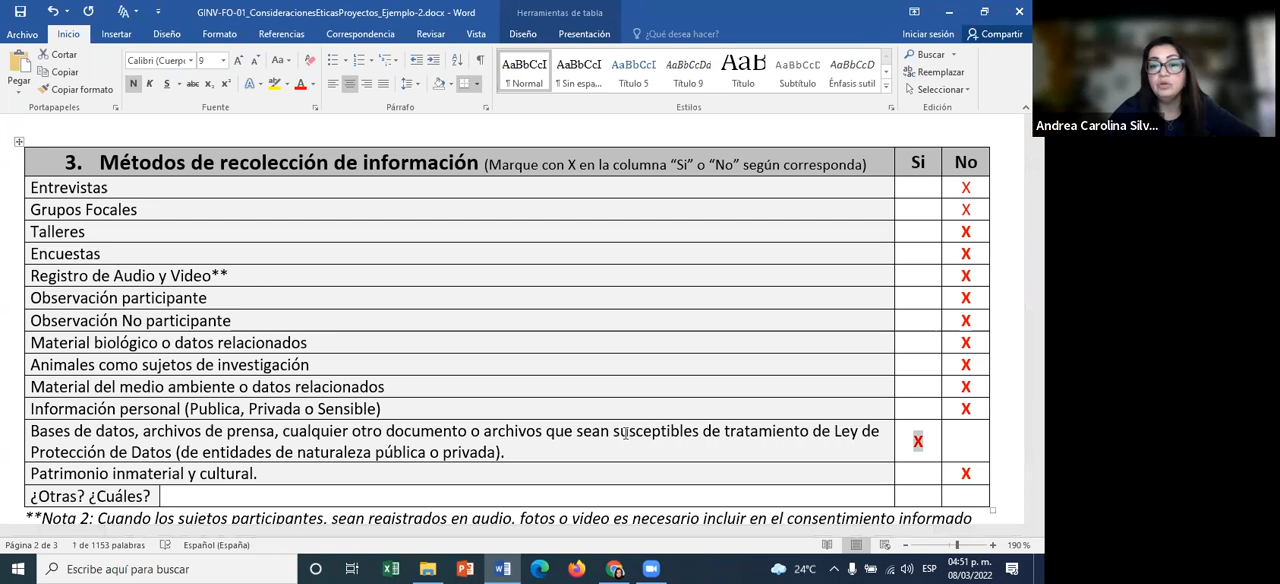 GINV-FO-01_ConsideracionesEticasProyectos_Ejemplo-2.docx - Word
Herramientas de tabla
Archivo Inicio Insertar Diseño Formato Referencias Correspondencia Revisar Vista Diseño Presentación ¿Qué desea hacer? Iniciar sesión Compartir
Pegar
Cortar
Copiar
Copiar formato
Portapapeles
Calibri (Cuerpo 9
Fuente
Párrafo
AaBbCcI AaBbCcI AaBbCcI AaBbCcDa AaB AaBbCcD AaBbCcD
¶ Normal ¶ Sin espa... Título 5 Título 9 Título Subtítulo Énfasis sutil
Estilos
Buscar
Reemplazar
Seleccionar
Edición
Andrea Carolina Silv...
3. Métodos de recolección de información (Marque con X en la columna “Si” o “No” según corresponda) Si No
Entrevistas X
Grupos Focales X
Talleres X
Encuestas X
Registro de Audio y Video** X
Observación participante X
Observación No participante X
Material biológico o datos relacionados X
Animales como sujetos de investigación X
Material del medio ambiente o datos relacionados X
Información personal (Publica, Privada o Sensible) X
Bases de datos, archivos de prensa, cualquier otro documento o archivos que sean susceptibles de tratamiento de Ley de
Protección de Datos (de entidades de naturaleza pública o privada). X
Patrimonio inmaterial y cultural. X
¿Otras? ¿Cuáles?
**Nota 2: Cuando los sujetos participantes, sean registrados en audio, fotos o video es necesario incluir en el consentimiento informado
Página 2 de 3 1 de 1153 palabras Español (España) 190 %
Escribe aquí para buscar 24°C ESP 04:51 p. m.
08/03/2022